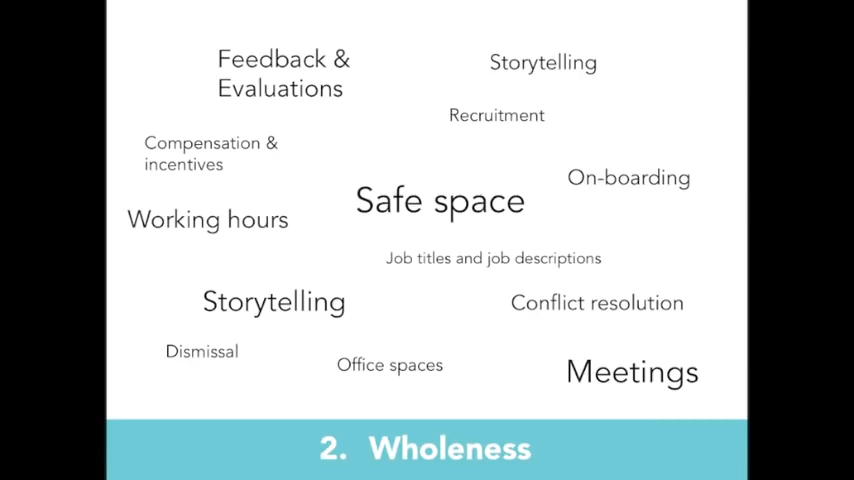 Feedback &
Evaluations
Storytelling
Recruitment
Compensation &
incentives
On-boarding
Safe space
Working hours
Job titles and job descriptions
Storytelling
Conflict resolution
Dismissal
Office spaces
Meetings
2. Wholeness